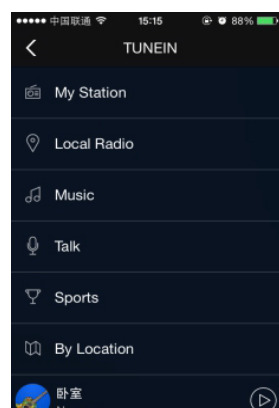 中国联通 15:15 88%
TUNEIN
My Station
Local Radio
Music
Talk
Sports
By Location
卧室